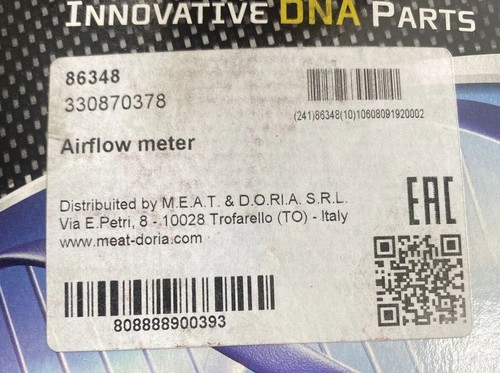 INNOVATIVE DNA PARTS
86348
330870378
(241)86348(10)10608091920002
Airflow meter
Distribuited by M.E.A.T. & D.O.R.I.A. S.R.L.
Via E.Petri, 8 - 10028 Trofarello (TO) - Italy
www.meat-doria.com
EAC
808888900393